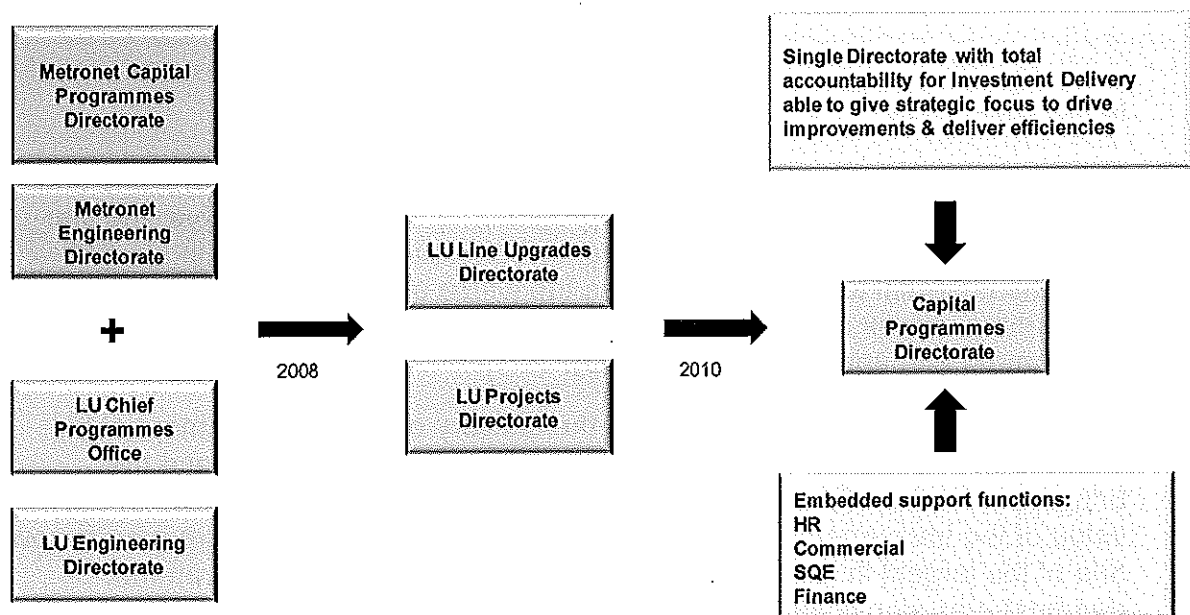 Metronet Capital
Programmes
Directorate
Metronet
Engineering
Directorate
+
LU Chief
Programmes
Office
LU Engineering
Directorate
2008
LU Line Upgrades
Directorate
LU Projects
Directorate
2010
Single Directorate with total
accountability for Investment Delivery
able to give strategic focus to drive
improvements & deliver efficiencies
Capital
Programmes
Directorate
Embedded support functions:
HR
Commercial
SQE
Finance